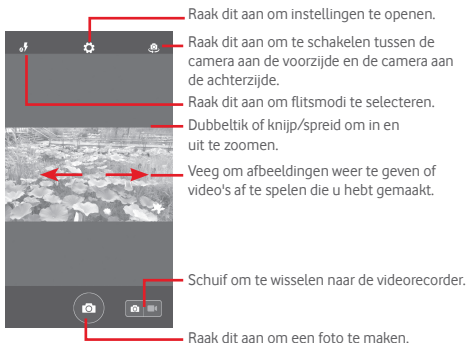 Raak dit aan om instellingen te openen.
Raak dit aan om te schakelen tussen de
camera aan de voorzijde en de camera aan
de achterzijde.
Raak dit aan om flitsmodi te selecteren.
Dubbeltik of knijp/spreid om in en
uit te zoomen.
Veeg om afbeeldingen weer te geven of
video's af te spelen die u hebt gemaakt.
Schuif om te wisselen naar de videorecorder.
Raak dit aan om een foto te maken.